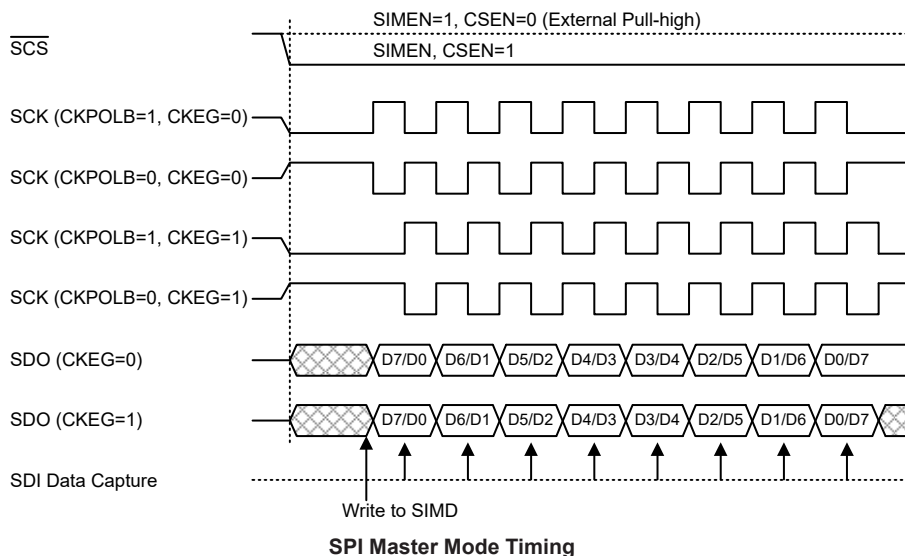 SIMEN=1, CSEN=0 (External Pull-high)
SCS
SIMEN, CSEN=1
SCK (CKPOLB=1, CKEG=0)
SCK (CKPOLB=0, CKEG=0)
SCK (CKPOLB=1, CKEG=1)
SCK (CKPOLB=0, CKEG=1)
SDO (CKEG=0) D7/D0 D6/D1 D5/D2 D4/D3 D3/D4 D2/D5 D1/D6 D0/D7
SDO (CKEG=1) D7/D0 D6/D1 D5/D2 D4/D3 D3/D4 D2/D5 D1/D6 D0/D7
SDI Data Capture
Write to SIMD
SPI Master Mode Timing